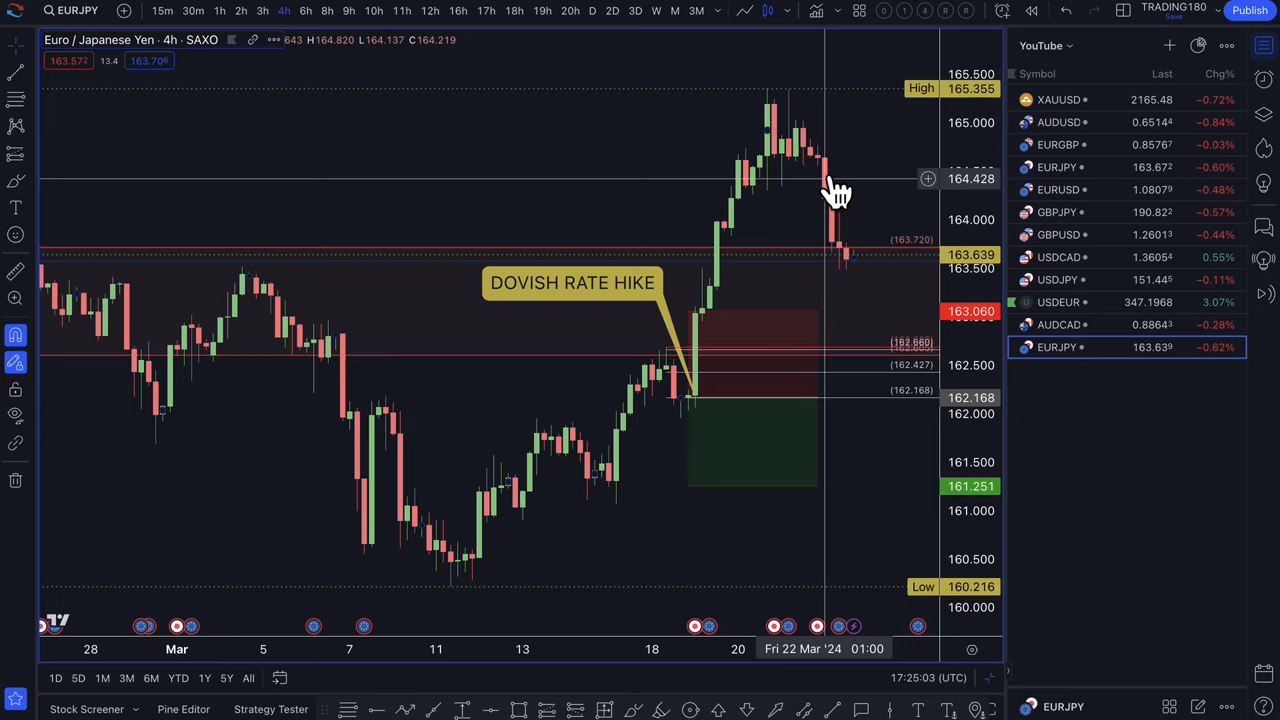 EURJPY
15m 30m 1h 2h 3h 4h 6h 8h 9h 10h 11h 12h 16h 18h 20h D 2D 3D W M 3M
TRADING180
Save
Publish
Euro / Japanese Yen · 4h · SAXO
643 H164.820 L164.137 C164.219
163.572 13.4 163.706
YouTube
Symbol Last Chg%
XAUUSD 2165.48 −0.72%
AUDUSD 0.65144 −0.84%
EURGBP 0.85767 −0.03%
EURJPY 163.672 −0.60%
EURUSD 1.08079 −0.48%
GBPJPY 190.822 −0.57%
GBPUSD 1.26013 −0.44%
USDCAD 1.36054 0.55%
USDJPY 151.445 −0.11%
USDEUR 347.1968 3.07%
AUDCAD 0.88643 −0.28%
EURJPY 163.639 −0.62%
165.500
High 165.355
165.000
164.428
164.000
(163.720)
163.639
163.500
163.060
(162.660)
162.500
(162.427)
(162.168)
162.168
162.000
161.500
161.251
161.000
160.500
Low 160.216
160.000
DOVISH RATE HIKE
28 Mar 5 7 11 13 18 20 Fri 22 Mar '24 01:00
1D 5D 1M 3M 6M YTD 1Y 5Y All
17:25:03 (UTC)
Stock Screener Pine Editor Strategy Tester
EURJPY